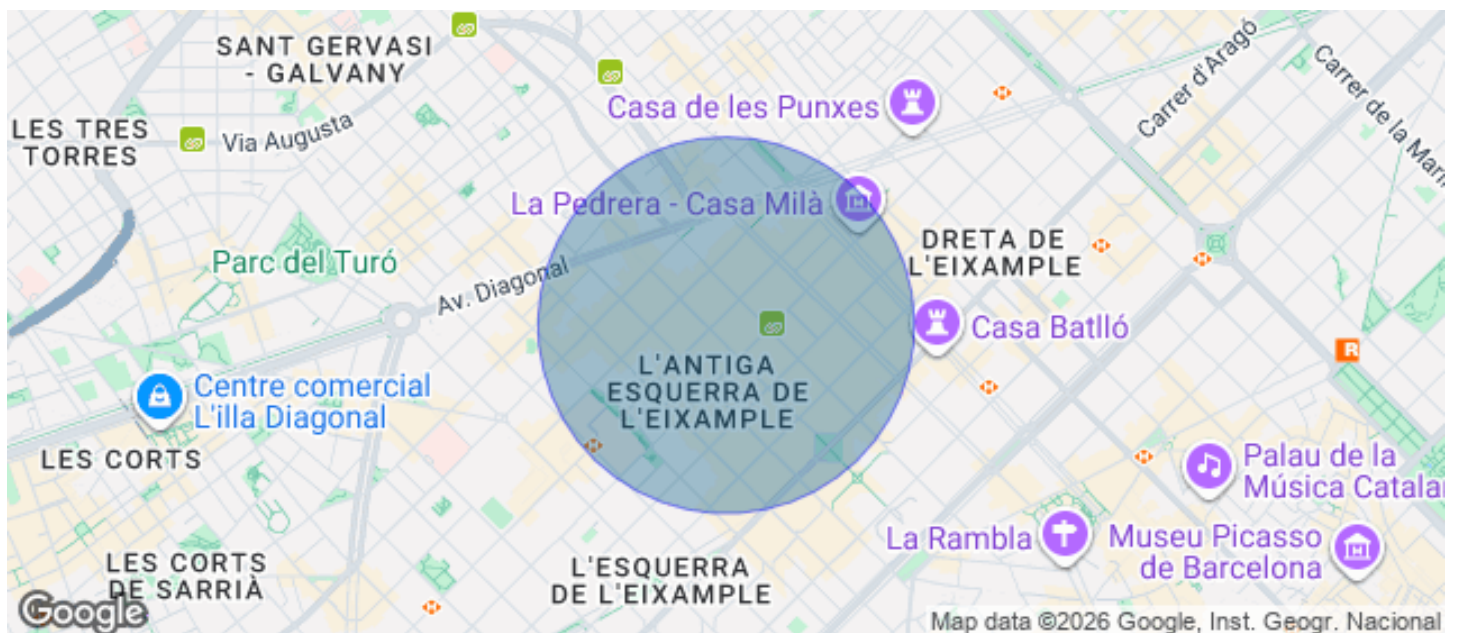 SANT GERVASI
- GALVANY
Casa de les Punxes
Carrer d'Aragó
Carrer de la Marin
LES TRES
TORRES
Via Augusta
La Pedrera - Casa Milà
DRETA DE
L'EIXAMPLE
Parc del Turó
Av. Diagonal
Casa Batlló
L'ANTIGA
ESQUERRA DE
L'EIXAMPLE
Centre comercial
L'illa Diagonal
R
LES CORTS
Palau de la
Música Catala
La Rambla
Museu Picasso
de Barcelona
LES CORTS
DE SARRIÀ
L'ESQUERRA
DE L'EIXAMPLE
Google
Map data ©2026 Google, Inst. Geogr. Nacional